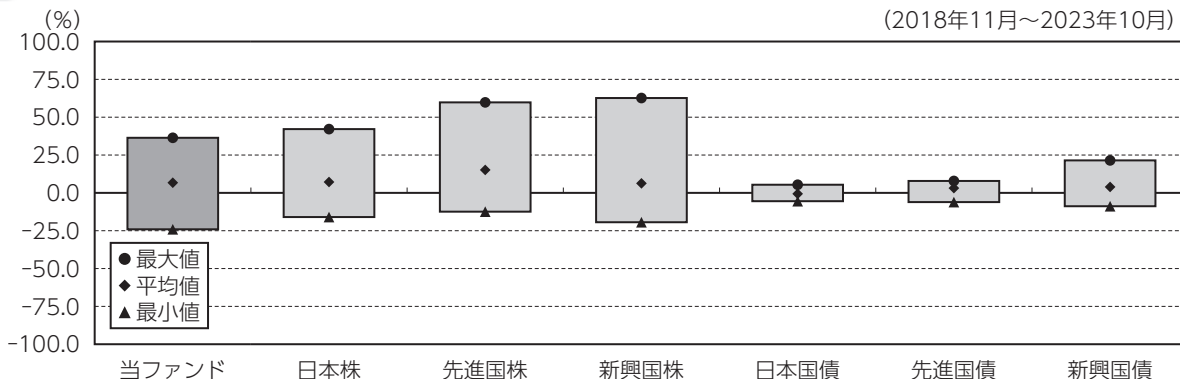 (%)
(2018年11月~2023年10月)
100.0
75.0
50.0
25.0
0.0
-25.0
-50.0
-75.0
-100.0
●最大値
◆平均値
▲最小値
当ファンド 日本株 先進国株 新興国株 日本国債 先進国債 新興国債